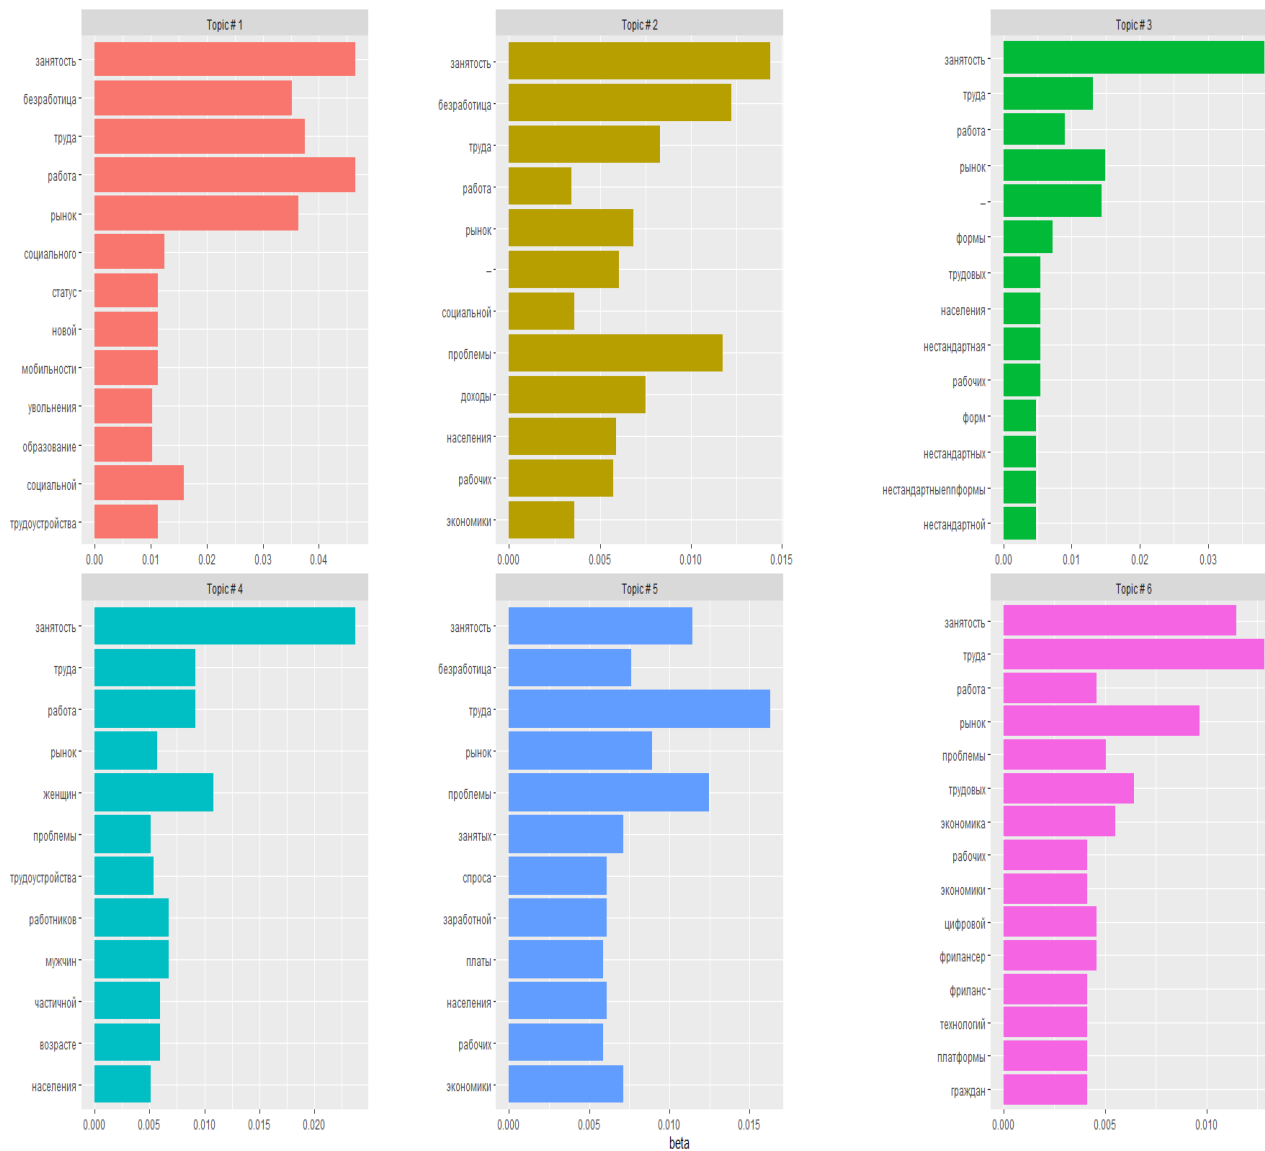 Topic # 1
занятость
безработица
труда
работа
рынок
социального
статус
новой
мобильности
увольнения
образование
социальной
трудоустройства
0.00 0.01 0.02 0.03 0.04
Topic # 2
занятость
безработица
труда
работа
рынок
–
социальной
проблемы
доходы
населения
рабочих
экономики
0.000 0.005 0.010 0.015
Topic # 3
занятость
труда
работа
рынок
–
формы
трудовых
населения
нестандартная
рабочих
форм
нестандартных
нестандартныеnnформы
нестандартной
0.00 0.01 0.02 0.03
Topic # 4
занятость
труда
работа
рынок
женщин
проблемы
трудоустройства
работников
мужчин
частичной
возрасте
населения
0.000 0.005 0.010 0.015 0.020
Topic # 5
занятость
безработица
труда
рынок
проблемы
занятых
спроса
заработной
платы
населения
рабочих
экономики
0.000 0.005 0.010 0.015
Topic # 6
занятость
труда
работа
рынок
проблемы
трудовых
экономика
рабочих
экономики
цифровой
фрилансер
фриланс
технологий
платформы
граждан
0.000 0.005 0.010
beta